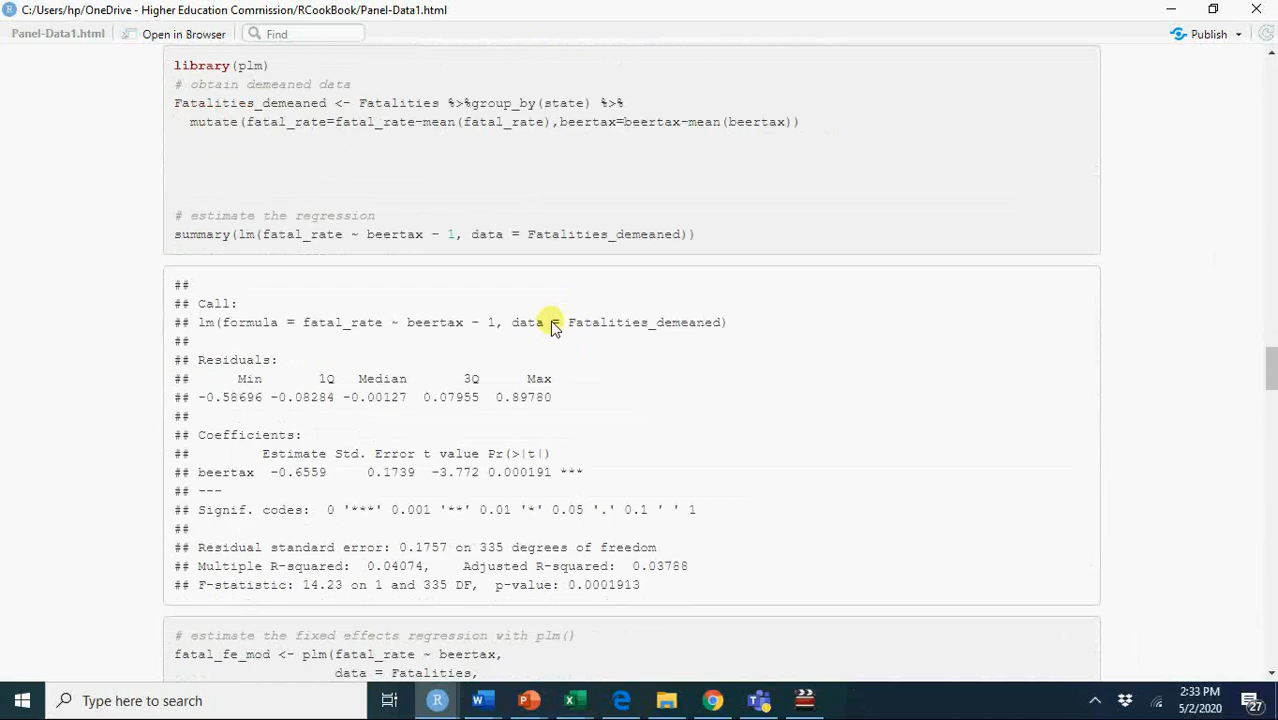 C:/Users/hp/OneDrive - Higher Education Commission/RCookBook/Panel-Data1.html
Panel-Data1.html
Open in Browser
Find
Publish
library(plm)
# obtain demeaned data
Fatalities_demeaned <- Fatalities %>%group_by(state) %>%
mutate(fatal_rate=fatal_rate-mean(fatal_rate),beertax=beertax-mean(beertax))
# estimate the regression
summary(lm(fatal_rate ~ beertax - 1, data = Fatalities_demeaned))
##
## Call:
## lm(formula = fatal_rate ~ beertax - 1, data = Fatalities_demeaned)
##
## Residuals:
##      Min       1Q   Median       3Q      Max
## -0.58696 -0.08284 -0.00127  0.07955  0.89780
##
## Coefficients:
##         Estimate Std. Error t value Pr(>|t|)
## beertax  -0.6559     0.1739  -3.772 0.000191 ***
## ---
## Signif. codes:  0 '***' 0.001 '**' 0.01 '*' 0.05 '.' 0.1 ' ' 1
##
## Residual standard error: 0.1757 on 335 degrees of freedom
## Multiple R-squared:  0.04074,    Adjusted R-squared:  0.03788
## F-statistic: 14.23 on 1 and 335 DF,  p-value: 0.0001913
# estimate the fixed effects regression with plm()
fatal_fe_mod <- plm(fatal_rate ~ beertax,
data = Fatalities,
Type here to search
2:33 PM
5/2/2020
27